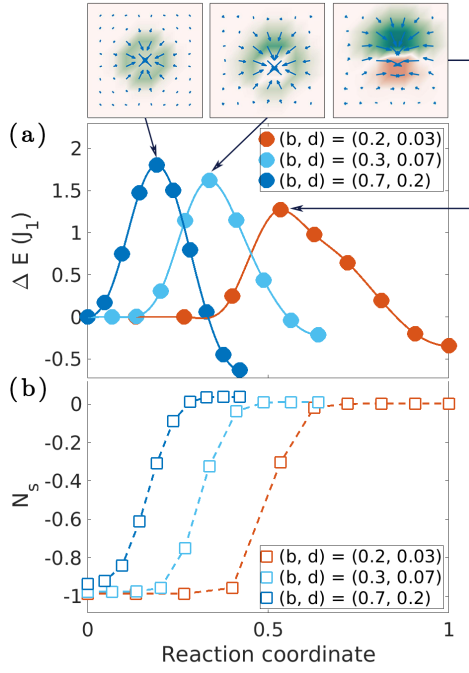 (a)
(b, d) = (0.2, 0.03)
(b, d) = (0.3, 0.07)
(b, d) = (0.7, 0.2)
2
1.5
1
0.5
0
-0.5
Δ E (J₁)
(b)
0
-0.2
-0.4
-0.6
-0.8
-1
Nₛ
(b, d) = (0.2, 0.03)
(b, d) = (0.3, 0.07)
(b, d) = (0.7, 0.2)
0
0.5
1
Reaction coordinate